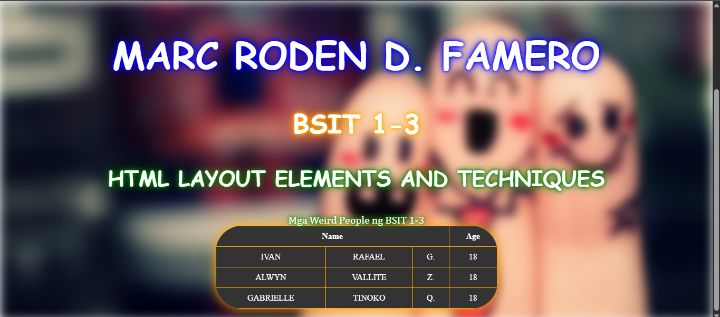 MARC RODEN D. FAMERO
BSIT 1-3
HTML LAYOUT ELEMENTS AND TECHNIQUES
Mga Weird People ng BSIT 1-3
Name Age
IVAN RAFAEL G. 18
ALWYN VALLITE Z. 18
GABRIELLE TINOKO Q. 18